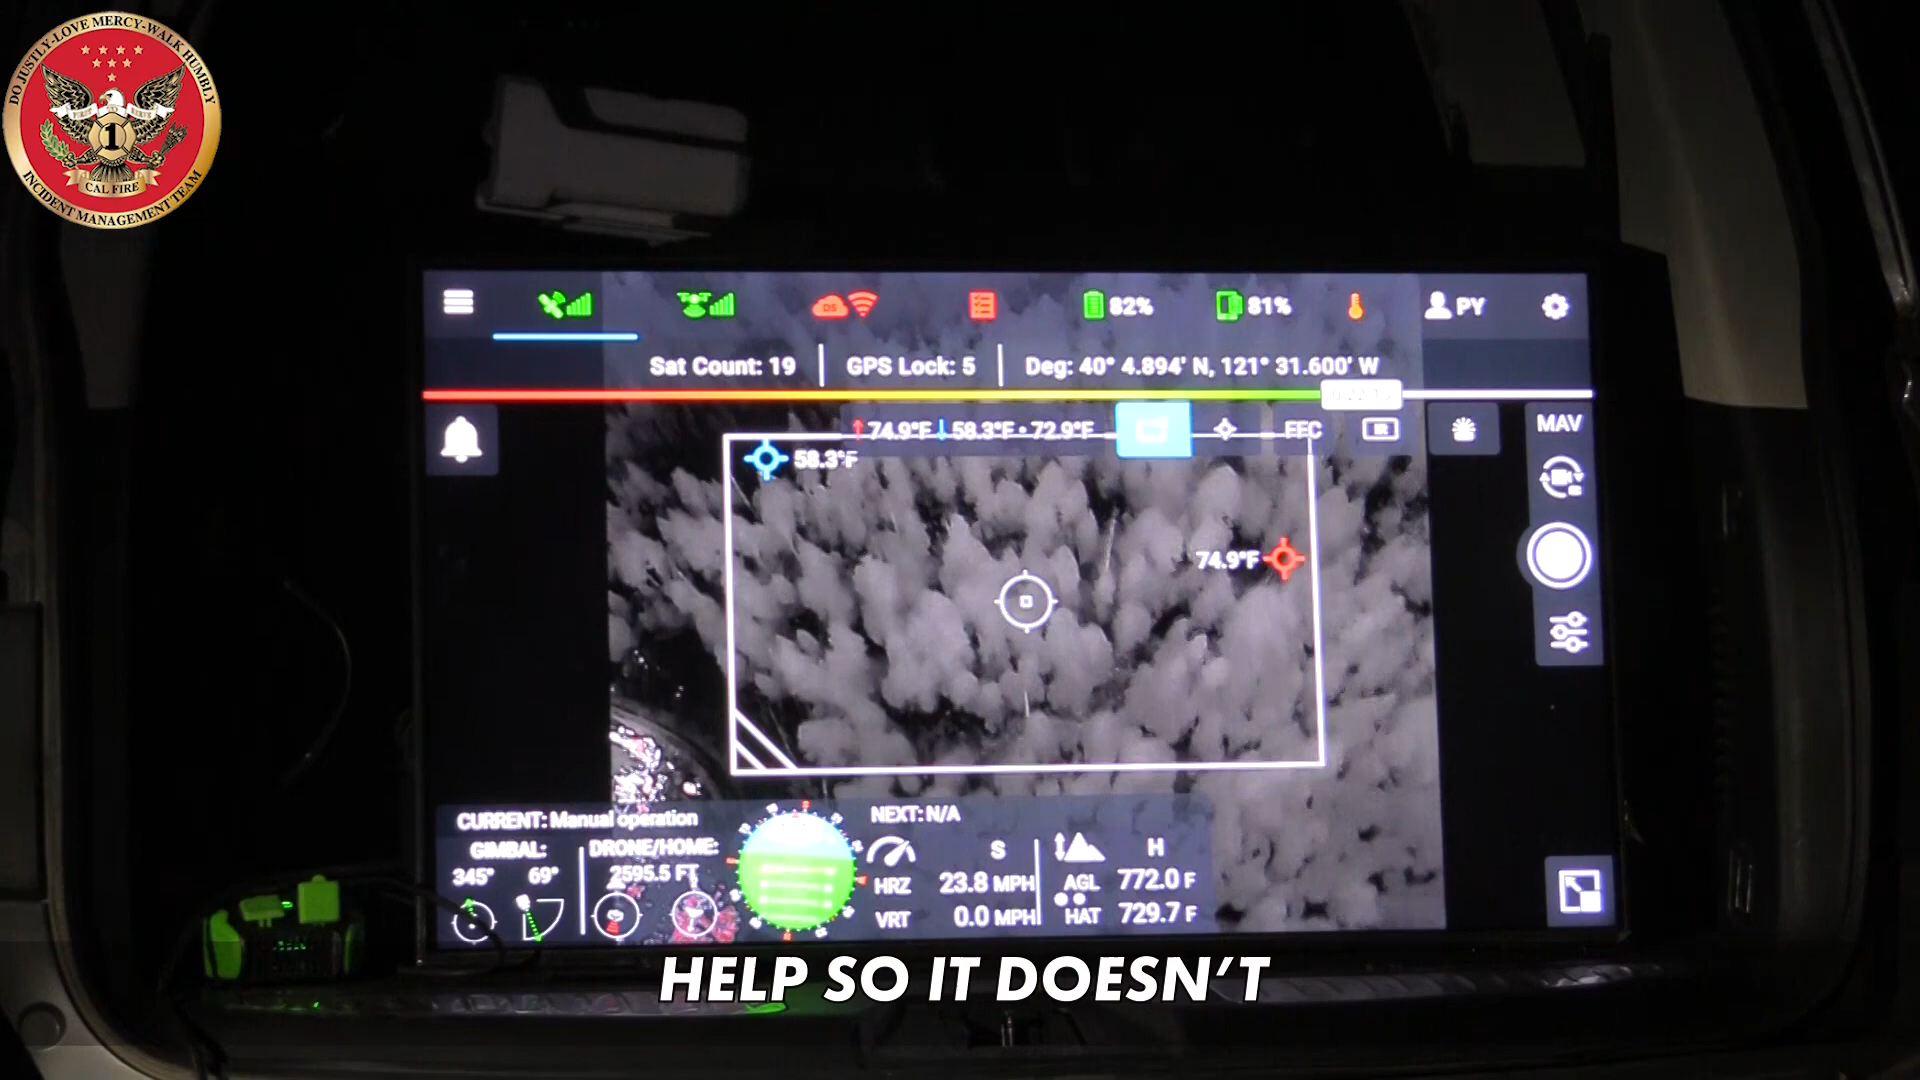 DO JUSTLY-LOVE MERCY-WALK HUMBLY
1
CAL FIRE
INCIDENT MANAGEMENT TEAM
DS
82%
81%
PY
Sat Count: 19
GPS Lock: 5
Deg: 40° 4.894' N, 121° 31.600' W
74.9°F
58.3°F • 72.9°F
FFC
MAV
58.3°F
74.9°F
CURRENT: Manual operation
NEXT: N/A
GIMBAL:
DRONE/HOME:
S
H
345°
69°
2595.5 FT
HRZ
23.8 MPH
AGL
772.0 F
VRT
0.0 MPH
HAT
729.7 F
HELP SO IT DOESN'T